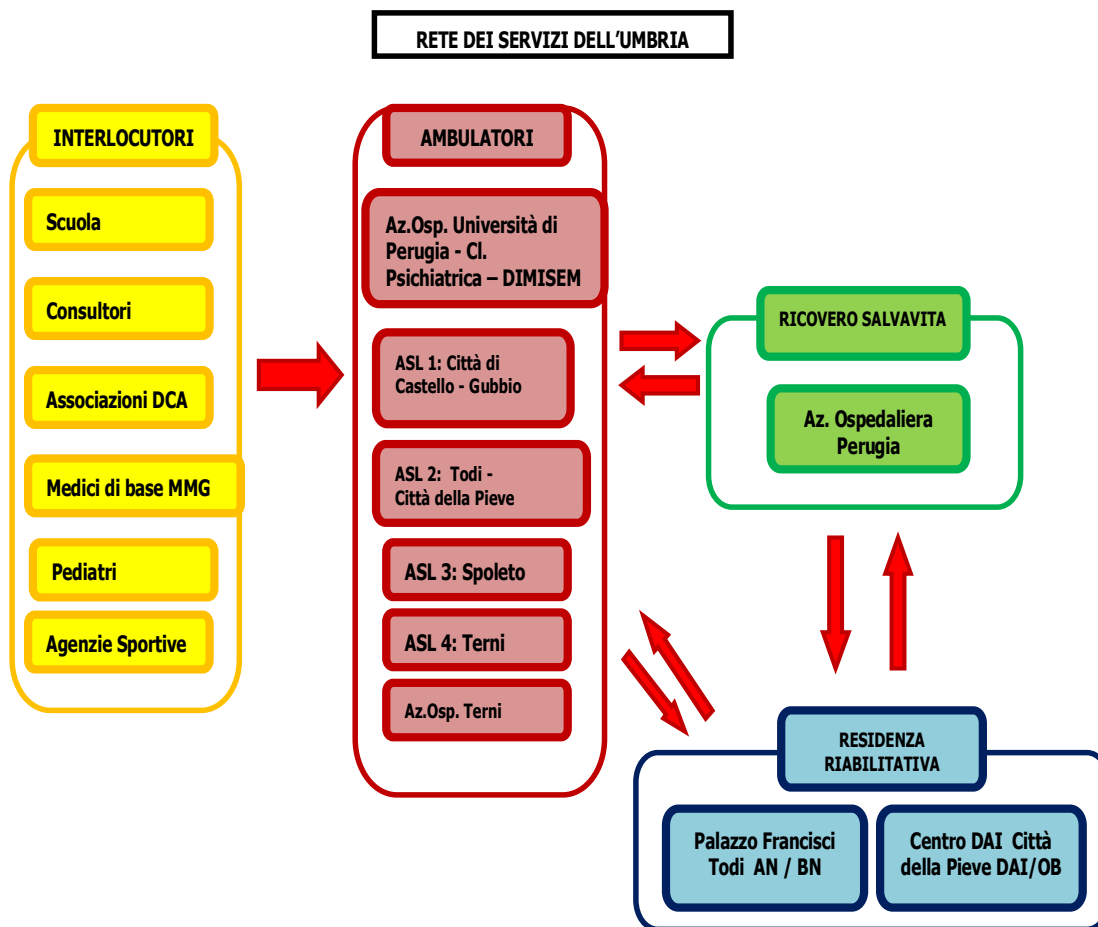 RETE DEI SERVIZI DELL'UMBRIA
INTERLOCUTORI
Scuola
Consultori
Associazioni DCA
Medici di base MMG
Pediatri
Agenzie Sportive
AMBULATORI
Az.Osp. Università di
Perugia - Cl.
Psichiatrica – DIMISEM
ASL 1: Città di
Castello - Gubbio
ASL 2:  Todi -
Città della Pieve
ASL 3: Spoleto
ASL 4: Terni
Az.Osp. Terni
RICOVERO SALVAVITA
Az. Ospedaliera
Perugia
RESIDENZA
RIABILITATIVA
Palazzo Francisci
Todi  AN / BN
Centro DAI  Città
della Pieve DAI/OB